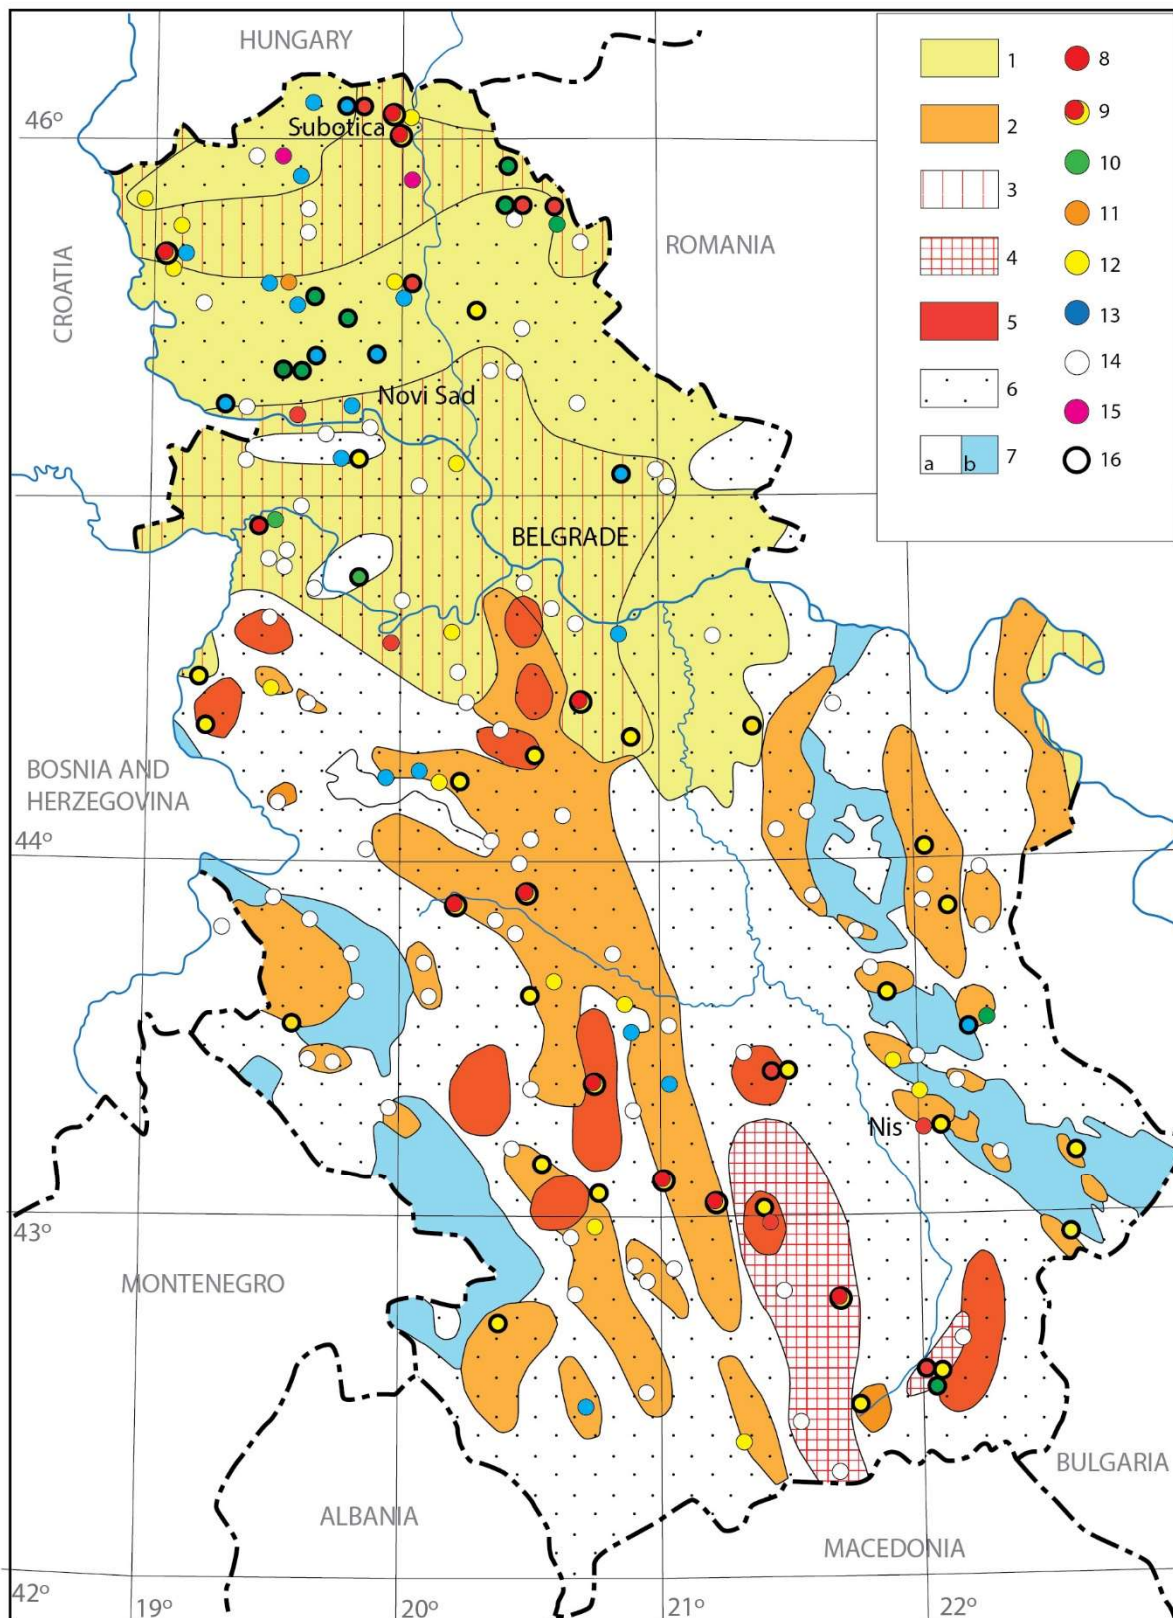 HUNGARY
46°
Subotica
CROATIA
ROMANIA
Novi Sad
BELGRADE
BOSNIA AND
HERZEGOVINA
44°
Nis
43°
MONTENEGRO
ALBANIA
BULGARIA
MACEDONIA
42°
19°
20°
21°
22°
1
2
3
4
5
6
a b 7
8
9
10
11
12
13
14
15
16